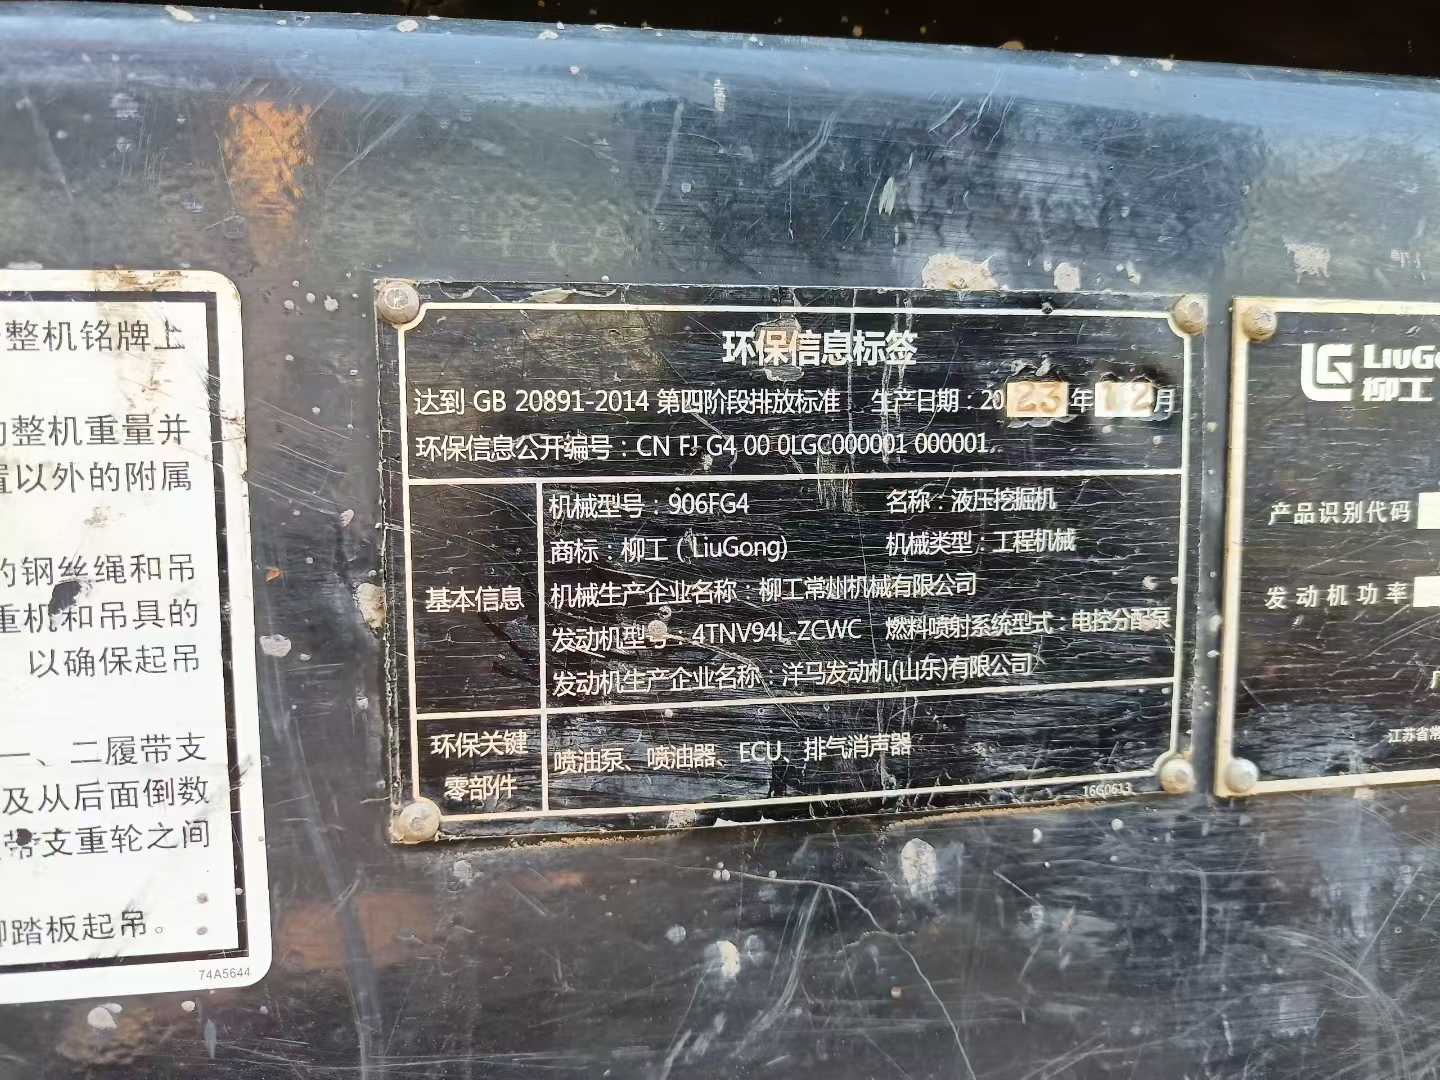 整机铭牌上
整机重量并
置以外的附属
的钢丝绳和吊
重机和吊具的
以确保起吊
一、二履带支
及从后面倒数
带支重轮之间
踏板起吊。
74A5644
环保信息标签
达到 GB 20891-2014 第四阶段排放标准 生产日期：2023年12月
环保信息公开编号：CN FJ G4 00 0LGC000001 000001
基本信息
机械型号：906FG4 名称：液压挖掘机
商标：柳工（LiuGong) 机械类型：工程机械
机械生产企业名称：柳工常州机械有限公司
发动机型号：4TNV94L-ZCWC 燃料喷射系统型式：电控分配泵
发动机生产企业名称：洋马发动机(山东)有限公司
环保关键
零部件
喷油泵、喷油器、ECU、排气消声器
16G0613
LiuGo
柳工
产品识别代码
发动机功率
江苏省常